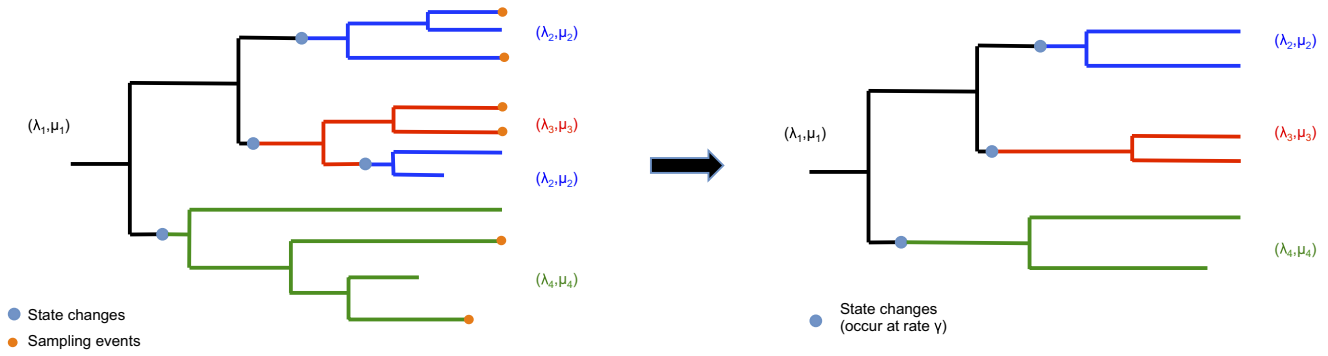 (λ₂,μ₂)
(λ₁,μ₁)
(λ₃,μ₃)
(λ₂,μ₂)
(λ₄,μ₄)
State changes
Sampling events
(λ₂,μ₂)
(λ₁,μ₁)
(λ₃,μ₃)
(λ₄,μ₄)
State changes
(occur at rate γ)